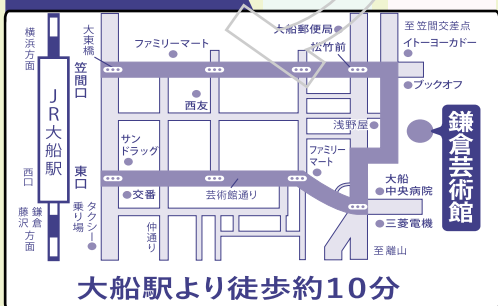 横浜方面
大東橋
ファミリーマート
大船郵便局
松竹前
至笠間交差点
イトーヨーカドー
笠間口
西友
ブックオフ
JR大船駅
浅野屋
鎌倉芸術館
サン
ドラッグ
ファミリー
マート
西口
東口
交番
芸術館通り
大船
中央病院
三菱電機
鎌倉
藤沢
方面
タクシー
乗り場
仲通り
至離山
大船駅より徒歩約10分